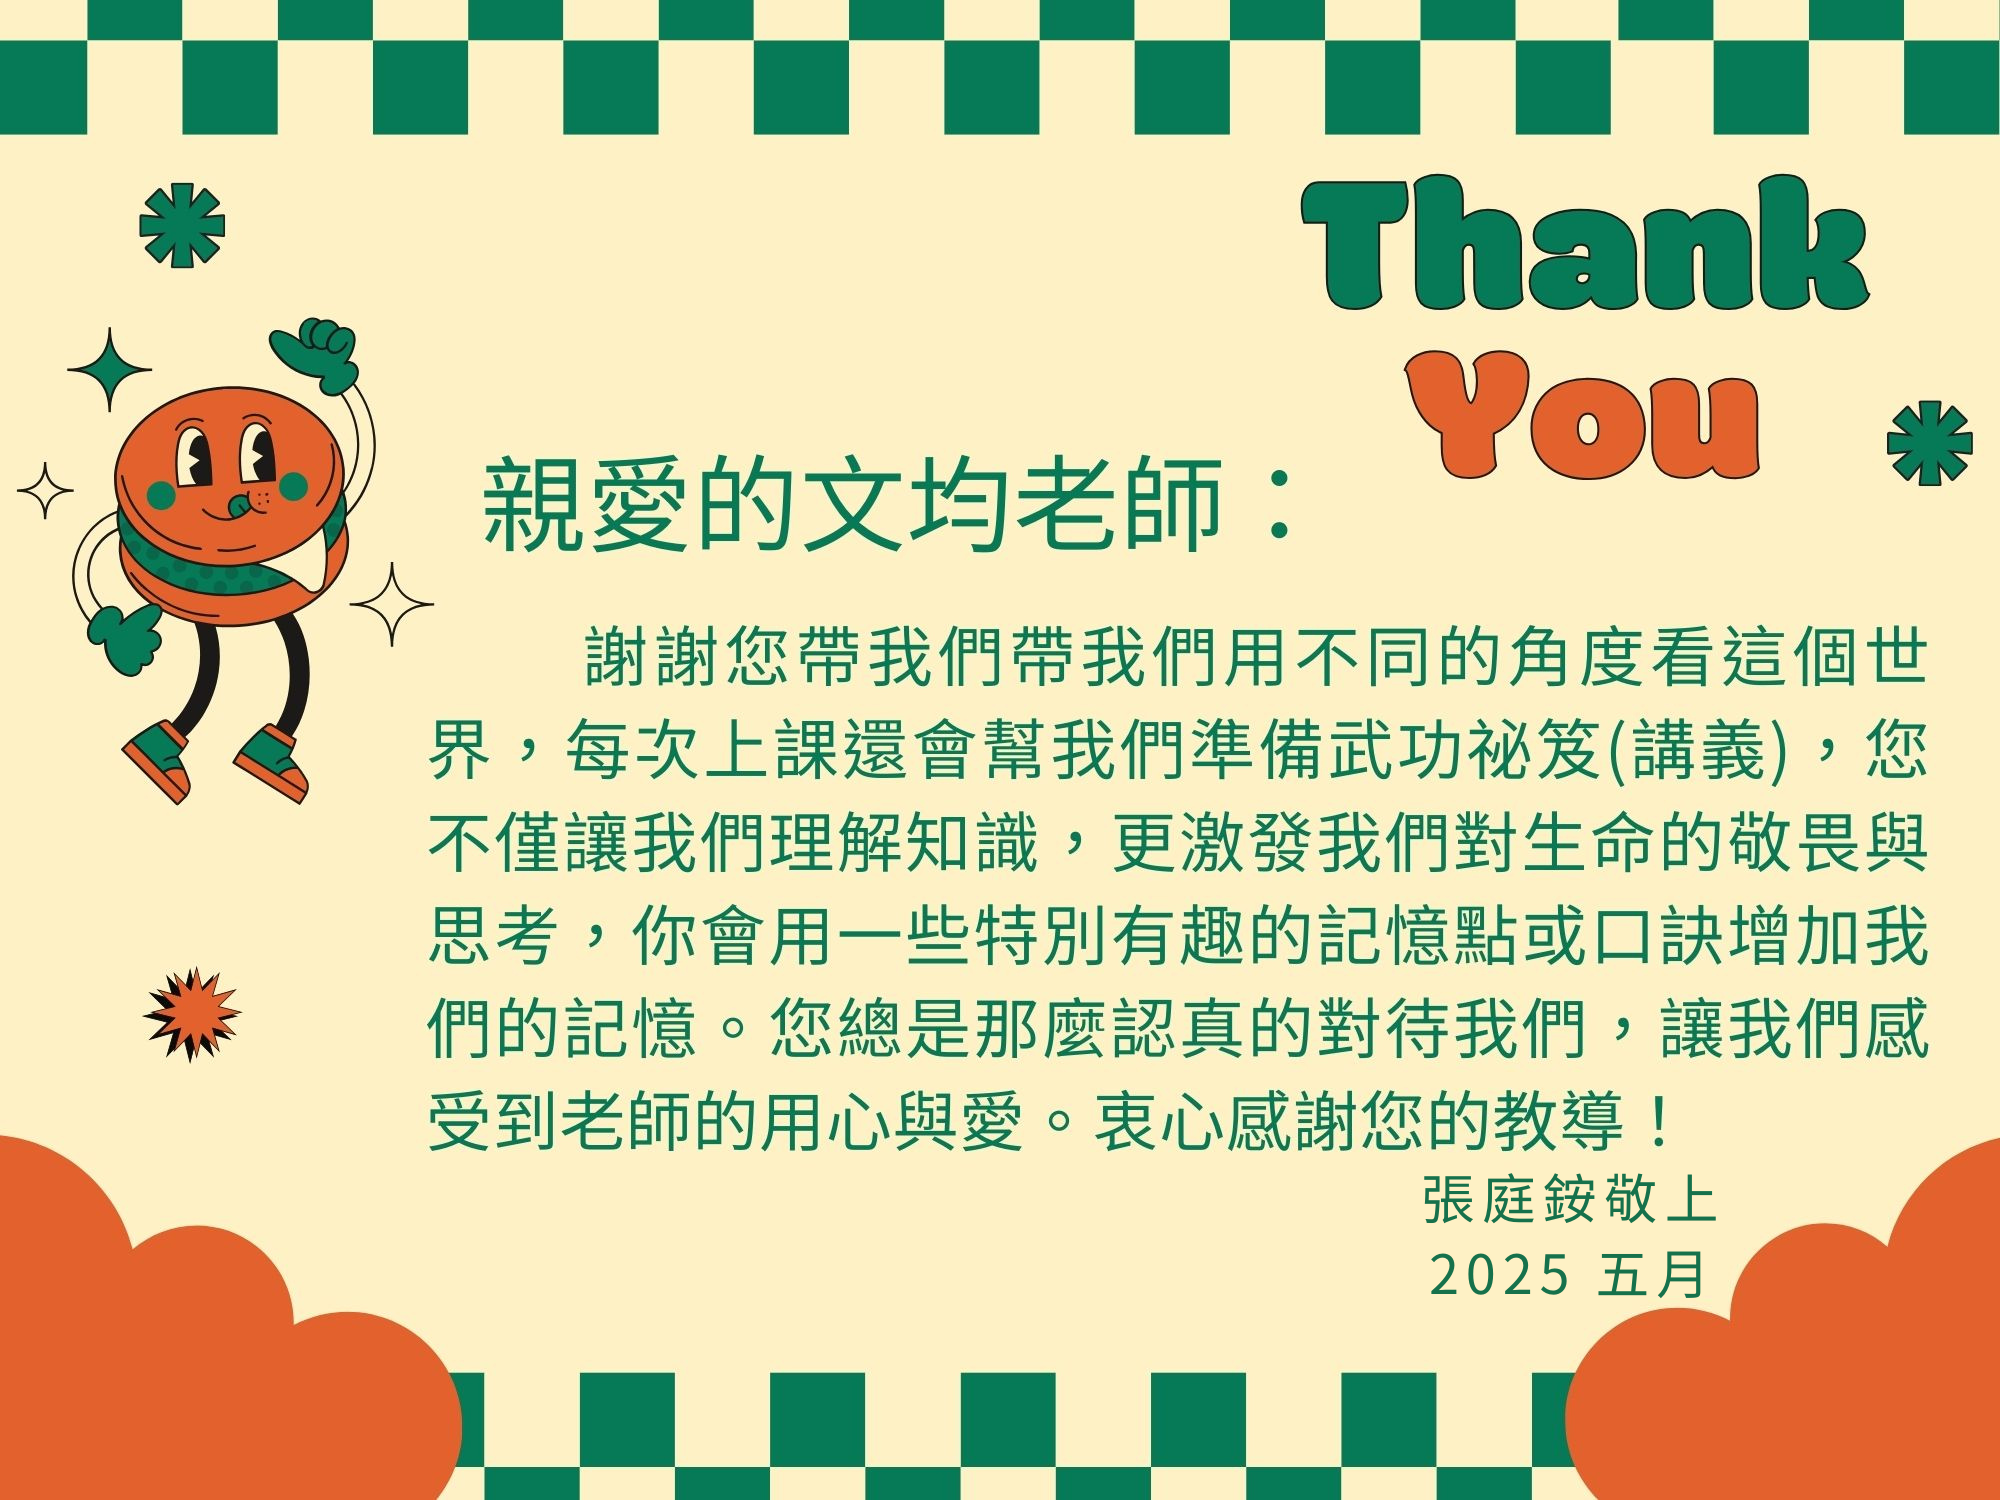 Thank
You
親愛的文均老師：
謝謝您帶我們帶我們用不同的角度看這個世
界，每次上課還會幫我們準備武功祕笈(講義)，您
不僅讓我們理解知識，更激發我們對生命的敬畏與
思考，你會用一些特別有趣的記憶點或口訣增加我
們的記憶。您總是那麼認真的對待我們，讓我們感
受到老師的用心與愛。衷心感謝您的教導！
張庭銨敬上
2025 五月